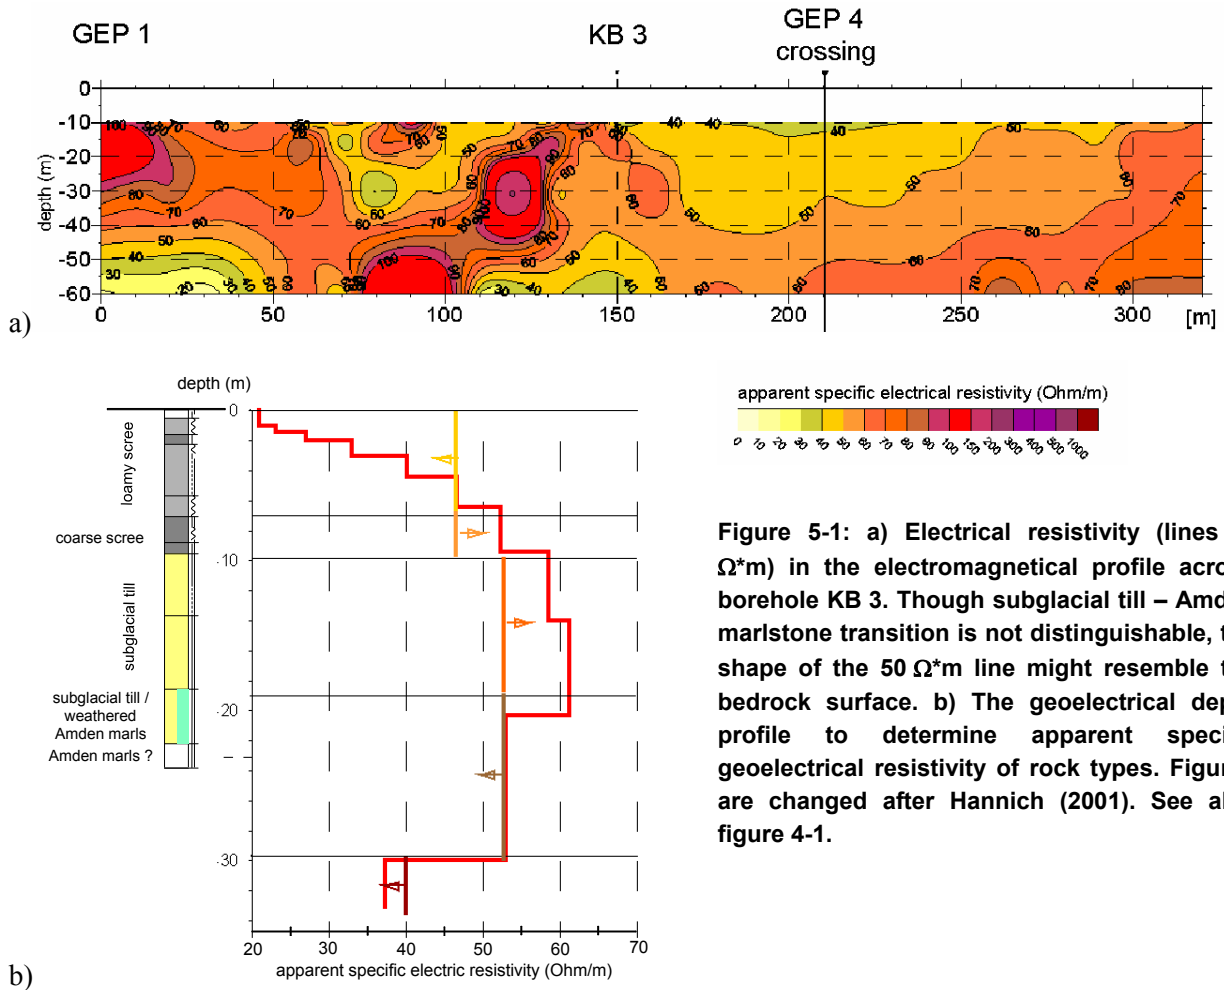 GEP 1
KB 3
GEP 4
crossing
depth (m)
0
-10
-20
-30
-40
-50
-60
0 50 100 150 200 250 300 [m]
a)
depth (m)
0
-10
-20
-30
loamy scree
coarse scree
subglacial till
subglacial till /
weathered
Amden marls
Amden marls ?
20 30 40 50 60 70
apparent specific electric resistivity (Ohm/m)
b)
apparent specific electrical resistivity (Ohm/m)
0 10 20 30 40 50 60 70 80 90 100 150 200 300 400 500 1000
Figure 5-1: a) Electrical resistivity (lines
Ω*m) in the electromagnetical profile acro
borehole KB 3. Though subglacial till – Amd
marlstone transition is not distinguishable, t
shape of the 50 Ω*m line might resemble t
bedrock surface. b) The geoelectrical dep
profile to determine apparent speci
geoelectrical resistivity of rock types. Figur
are changed after Hannich (2001). See al
figure 4-1.